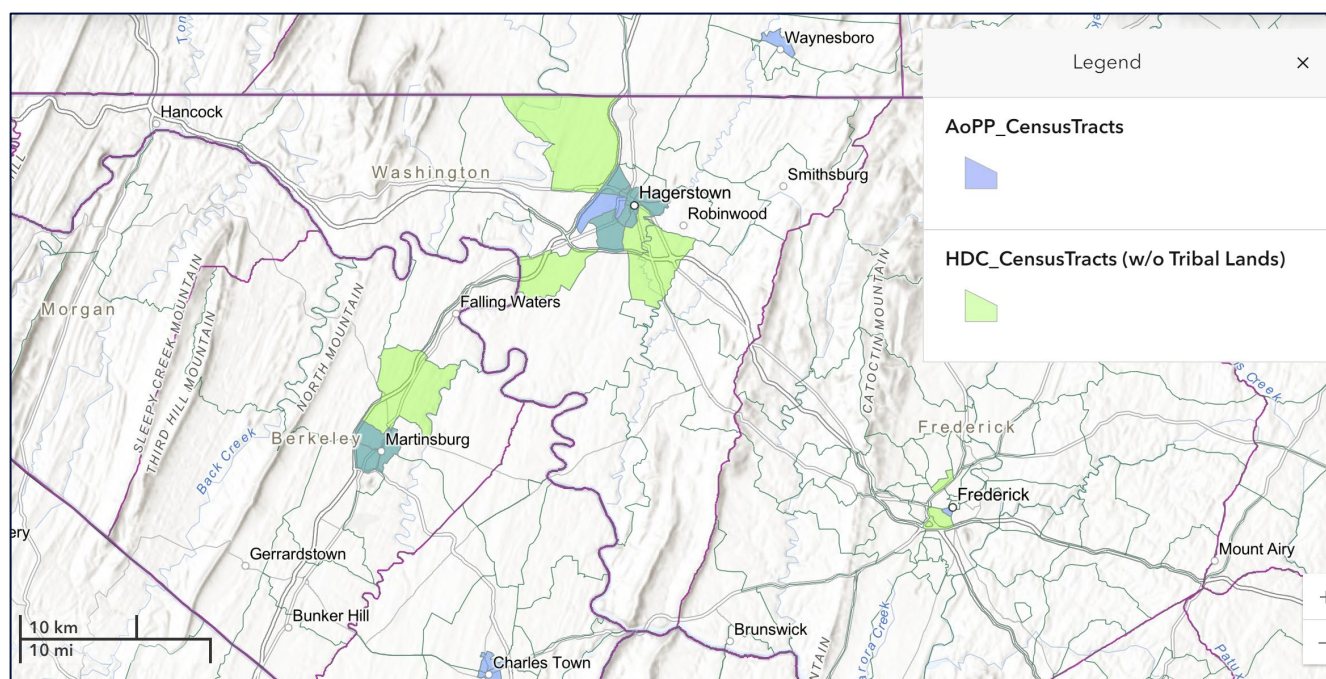 Waynesboro
Legend
×
Hancock
AoPP_CensusTracts
Washington
Smithsburg
Hagerstown
Robinwood
HDC_CensusTracts (w/o Tribal Lands)
Falling Waters
Morgan
SLEEPY CREEK MOUNTAIN
THIRD HILL MOUNTAIN
NORTH MOUNTAIN
CATOCTIN MOUNTAIN
Creek
Back Creek
Berkeley
Martinsburg
Frederick
Frederick
Mount Airy
Gerrardstown
Bunker Hill
10 km
10 mi
Charles Town
Brunswick
+
−